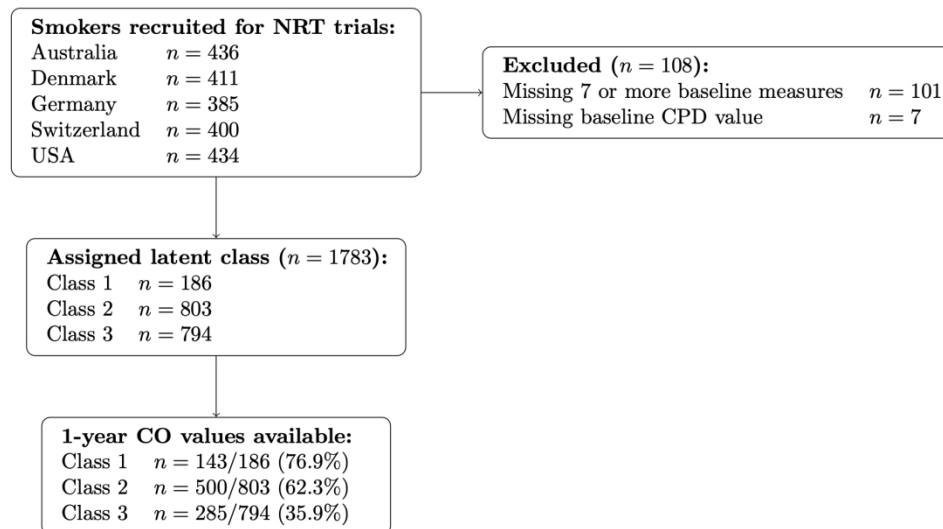 Smokers recruited for NRT trials:
Australia n = 436
Denmark n = 411
Germany n = 385
Switzerland n = 400
USA n = 434
Excluded (n = 108):
Missing 7 or more baseline measures n = 101
Missing baseline CPD value n = 7
Assigned latent class (n = 1783):
Class 1 n = 186
Class 2 n = 803
Class 3 n = 794
1-year CO values available:
Class 1 n = 143/186 (76.9%)
Class 2 n = 500/803 (62.3%)
Class 3 n = 285/794 (35.9%)